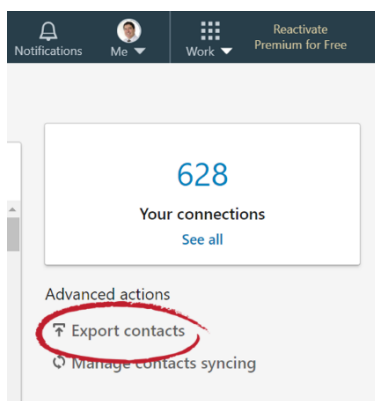 Notifications
Me
Work
Reactivate
Premium for Free
628
Your connections
See all
Advanced actions
Export contacts
Manage contacts syncing